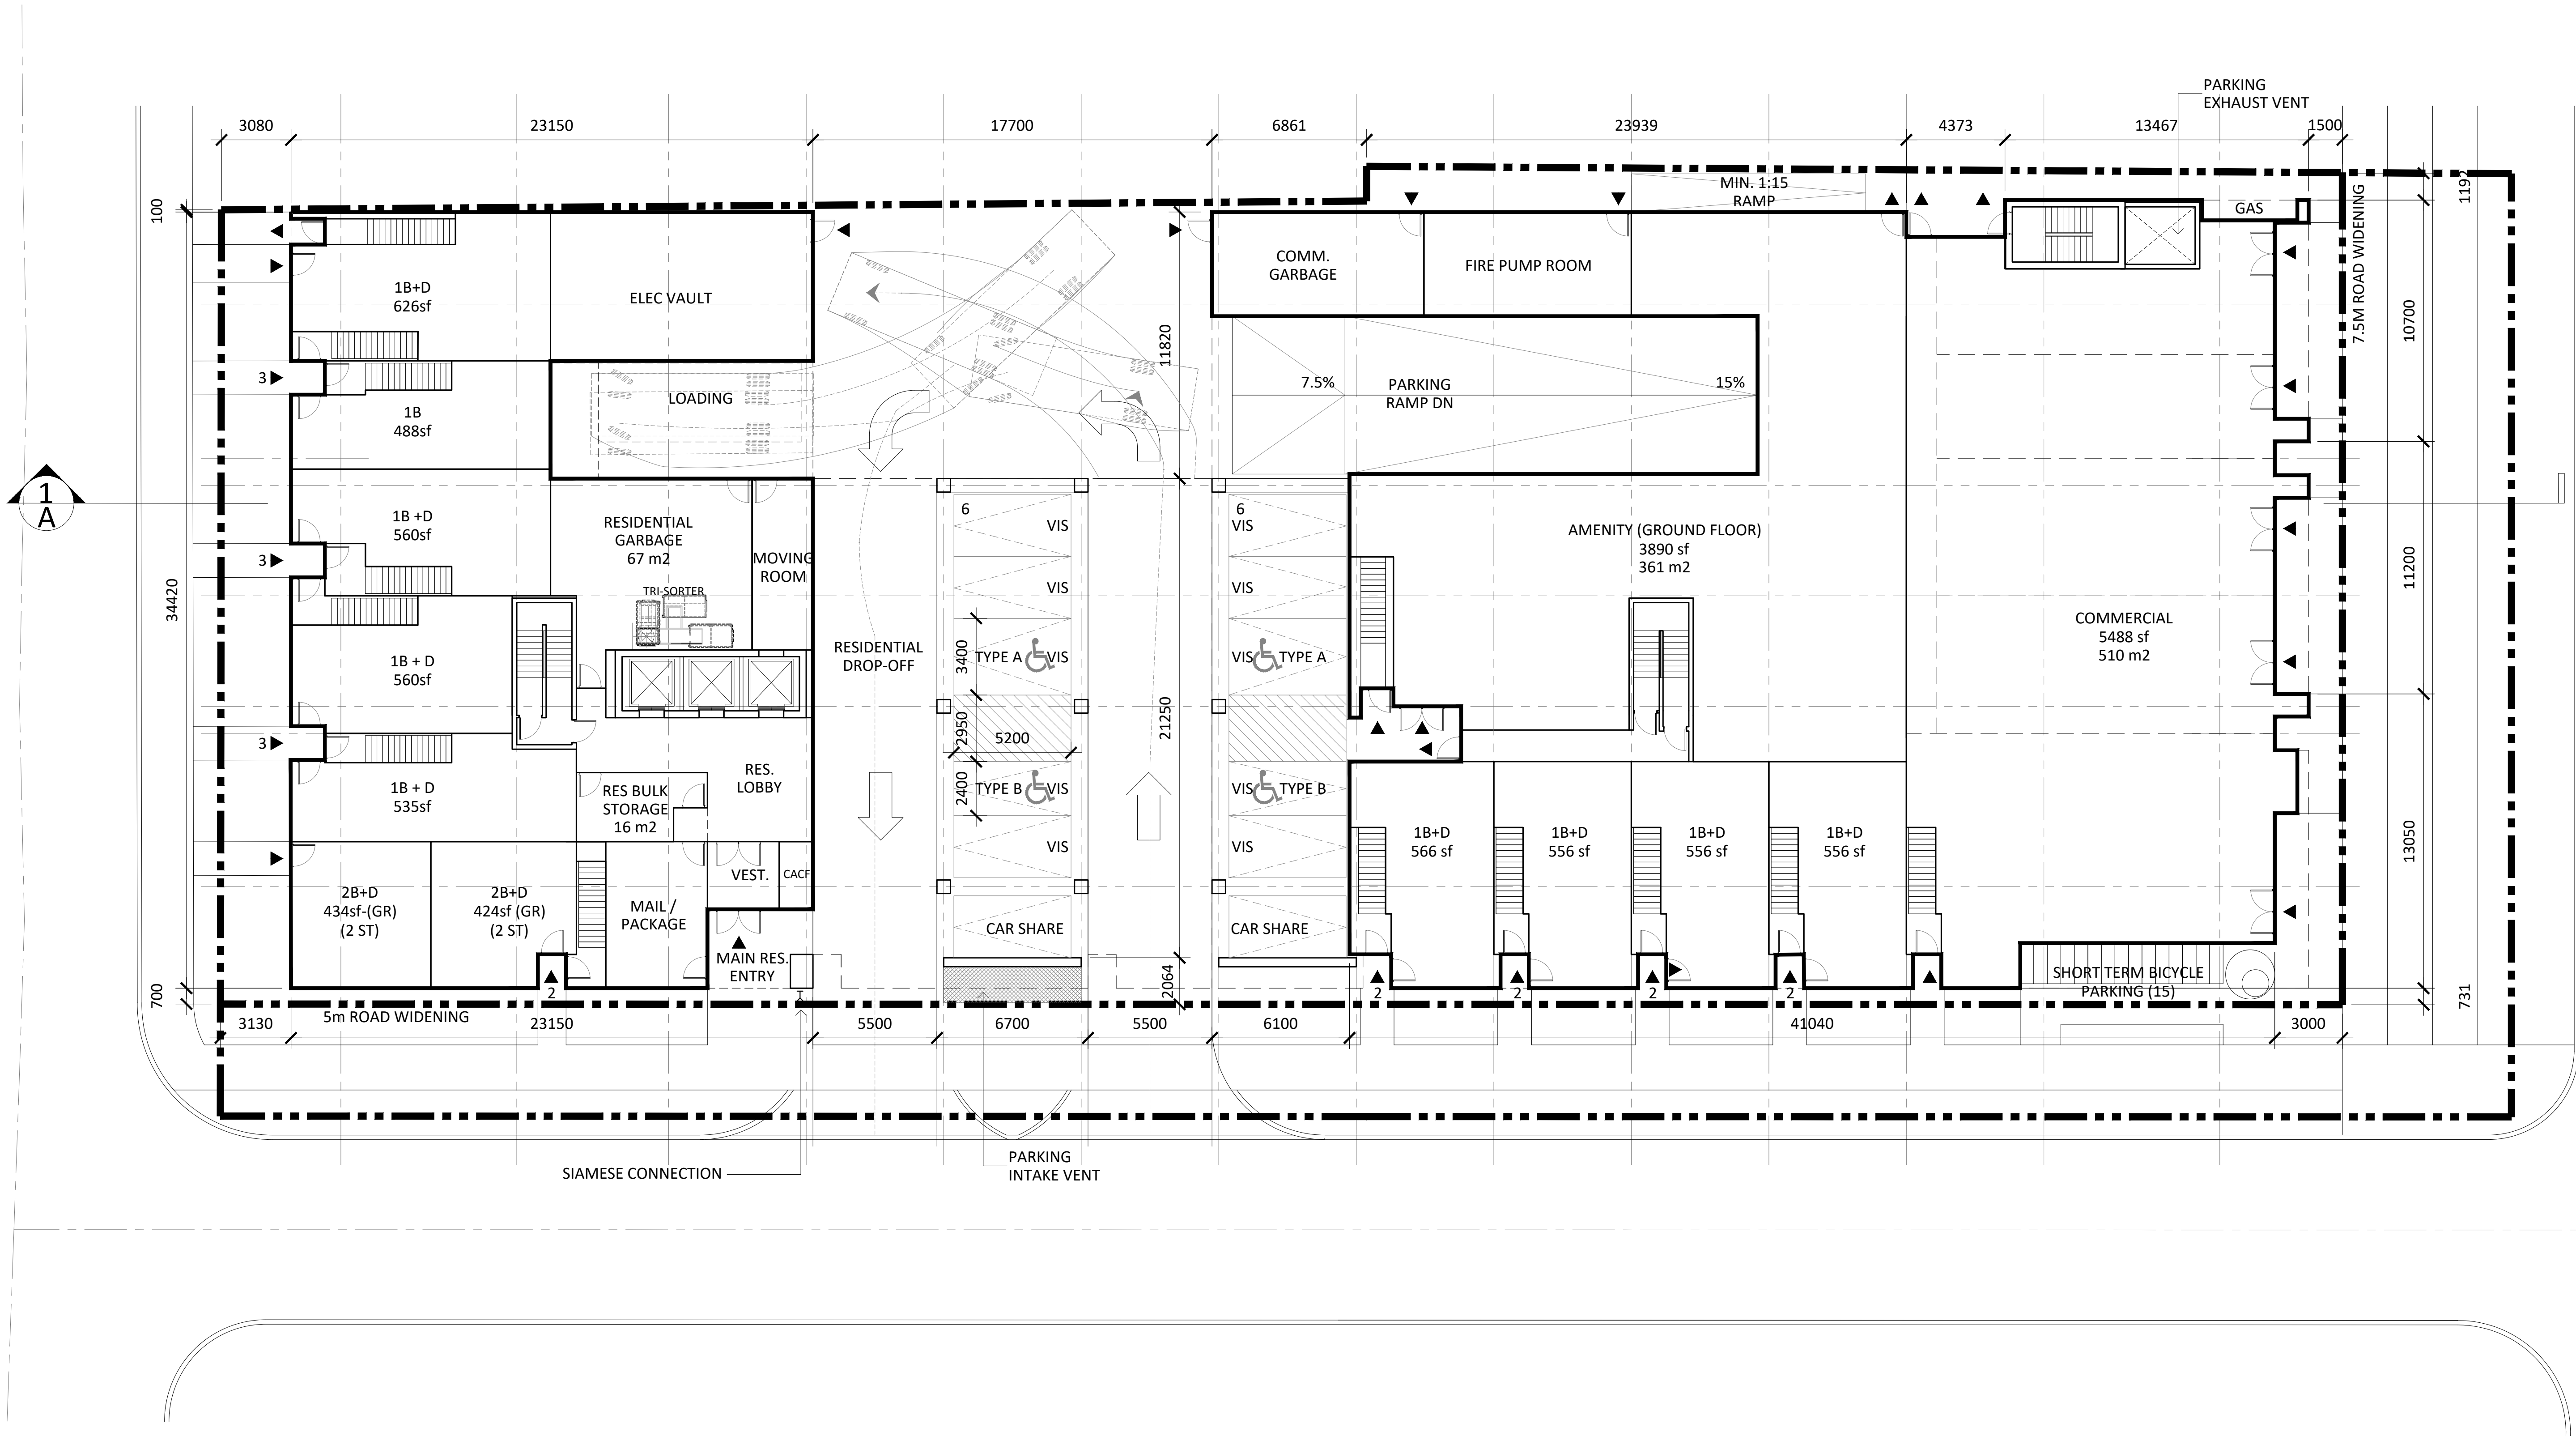 PARKING
EXHAUST VENT
3080
23150
17700
6861
23939
4373
13467
1500
1192
100
MIN. 1:15
RAMP
GAS
7.5M ROAD WIDENING
COMM.
GARBAGE
FIRE PUMP ROOM
1B+D
626sf
ELEC VAULT
11820
10700
3
1B
488sf
LOADING
7.5%
PARKING
RAMP DN
15%
1
A
6
VIS
6
VIS
1B +D
560sf
RESIDENTIAL
GARBAGE
67 m2
MOVING
ROOM
AMENITY (GROUND FLOOR)
3890 sf
361 m2
3
VIS
VIS
11200
34420
TRI-SORTER
COMMERCIAL
5488 sf
510 m2
1B + D
560sf
RESIDENTIAL
DROP-OFF
3400
TYPE A
VIS
VIS
TYPE A
21250
3
2950
5200
1B + D
535sf
RES BULK
STORAGE
16 m2
RES.
LOBBY
2400
TYPE B
VIS
VIS
TYPE B
VIS
VIS
1B+D
566 sf
1B+D
556 sf
1B+D
556 sf
1B+D
556 sf
13050
VEST.
CACF
2B+D
434sf-(GR)
(2 ST)
2B+D
424sf (GR)
(2 ST)
MAIL /
PACKAGE
CAR SHARE
CAR SHARE
MAIN RES.
ENTRY
SHORT TERM BICYCLE
PARKING (15)
700
2
2064
2
2
2
2
731
5m ROAD WIDENING
3130
23150
5500
6700
5500
6100
41040
3000
SIAMESE CONNECTION
PARKING
INTAKE VENT